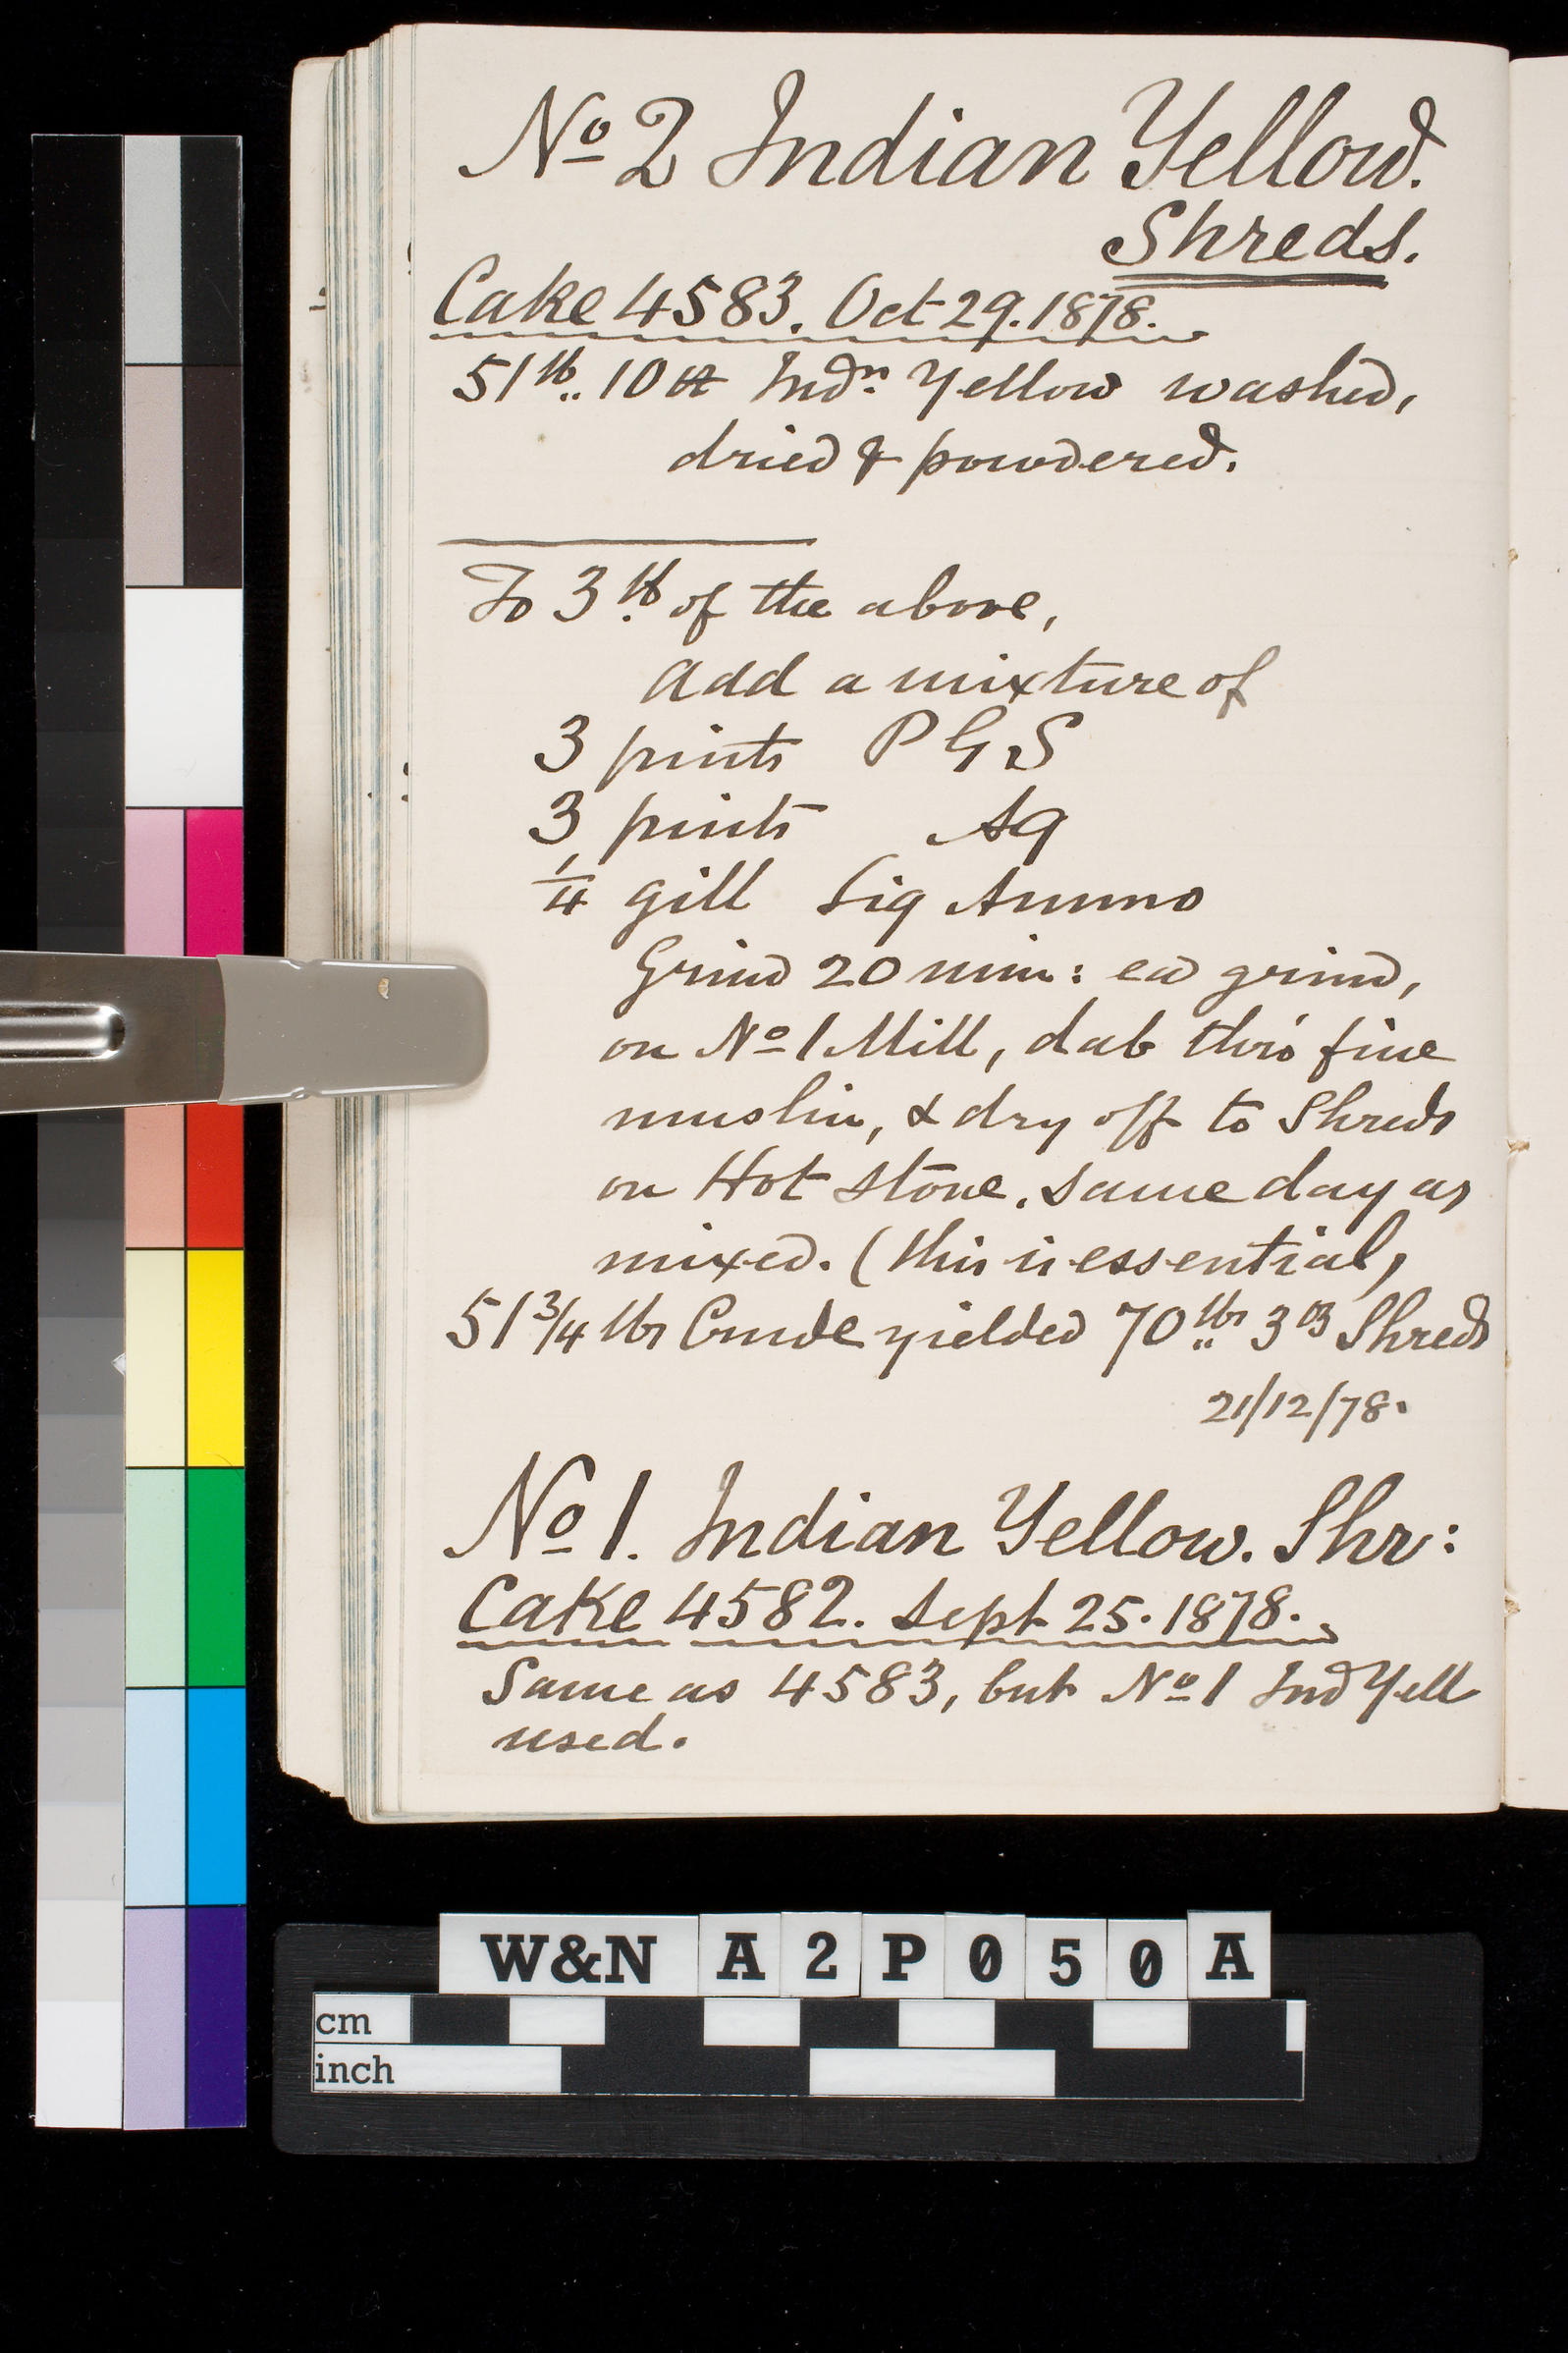 No 2 Indian Yellow.
Shreds.
Cake 4583. Oct 29. 1878.
51 lb.. 10 oz Indn. Yellow washed,
dried & powdered.
To 3 lb. of the above,
Add a mixture of
3 pints P G S
3 pints Aq
1/4 gill Liq Ammo
Grind 20 min: ea grind,
on No 1 Mill, dab thro' fine
muslin, & dry off to Shreds
on Hot stone. same day as
mixed. (this is essential)
51 3/4 lbs Crude yielded 70 lbs.. 3 oz Shreds
21/12/78.
No 1. Indian Yellow. Shr:
Cake 4582. Sept 25. 1878.
Same as 4583, but No 1 Ind Yell
used.
W&N A2P050A
cm
inch